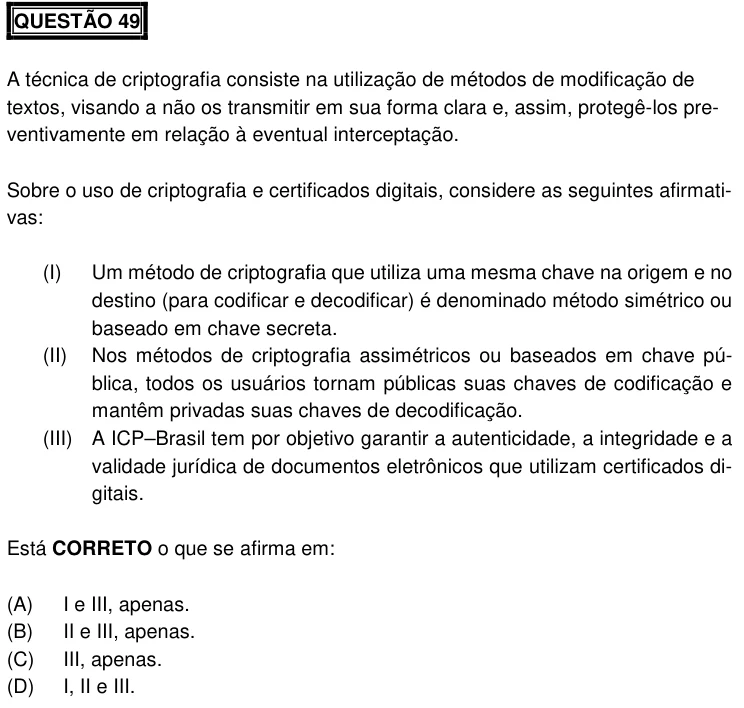 QUESTÃO 49
A técnica de criptografia consiste na utilização de métodos de modificação de
textos, visando a não os transmitir em sua forma clara e, assim, protegê-los pre-
ventivamente em relação à eventual interceptação.
Sobre o uso de criptografia e certificados digitais, considere as seguintes afirmati-
vas:
(I) Um método de criptografia que utiliza uma mesma chave na origem e no
destino (para codificar e decodificar) é denominado método simétrico ou
baseado em chave secreta.
(II) Nos métodos de criptografia assimétricos ou baseados em chave pú-
blica, todos os usuários tornam públicas suas chaves de codificação e
mantêm privadas suas chaves de decodificação.
(III) A ICP–Brasil tem por objetivo garantir a autenticidade, a integridade e a
validade jurídica de documentos eletrônicos que utilizam certificados di-
gitais.
Está CORRETO o que se afirma em:
(A) I e III, apenas.
(B) II e III, apenas.
(C) III, apenas.
(D) I, II e III.